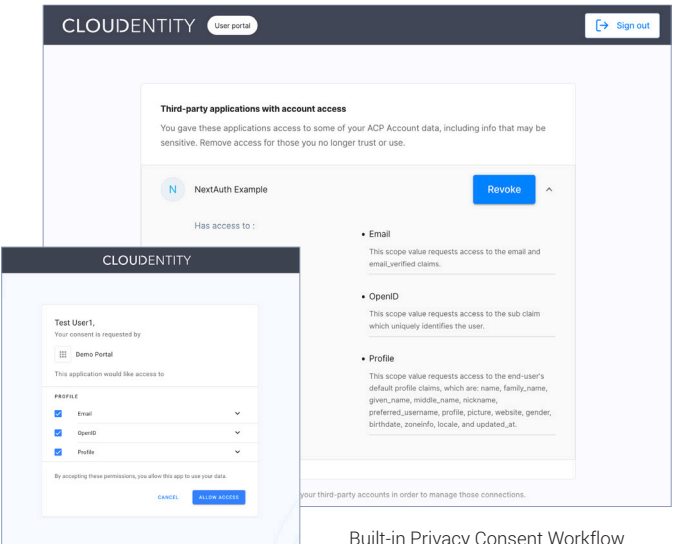 CLOUDENTITY User portal
Sign out
Third-party applications with account access
You gave these applications access to some of your ACP Account data, including info that may be
sensitive. Remove access for those you no longer trust or use.
N NextAuth Example
Revoke
Has access to :
• Email
This scope value requests access to the email and
email_verified claims.
• OpenID
This scope value requests access to the sub claim
which uniquely identifies the user.
• Profile
This scope value requests access to the end-user's
default profile claims, which are: name, family_name,
given_name, middle_name, nickname,
preferred_username, profile, picture, website, gender,
birthdate, zoneinfo, locale, and updated_at.
your third-party accounts in order to manage those connections.
CLOUDENTITY
Test User1,
Your consent is requested by
Demo Portal
This application would like access to
PROFILE
Email
OpenID
Profile
By accepting these permissions, you allow this app to use your data.
CANCEL ALLOW ACCESS
Built-in Privacy Consent Workflow